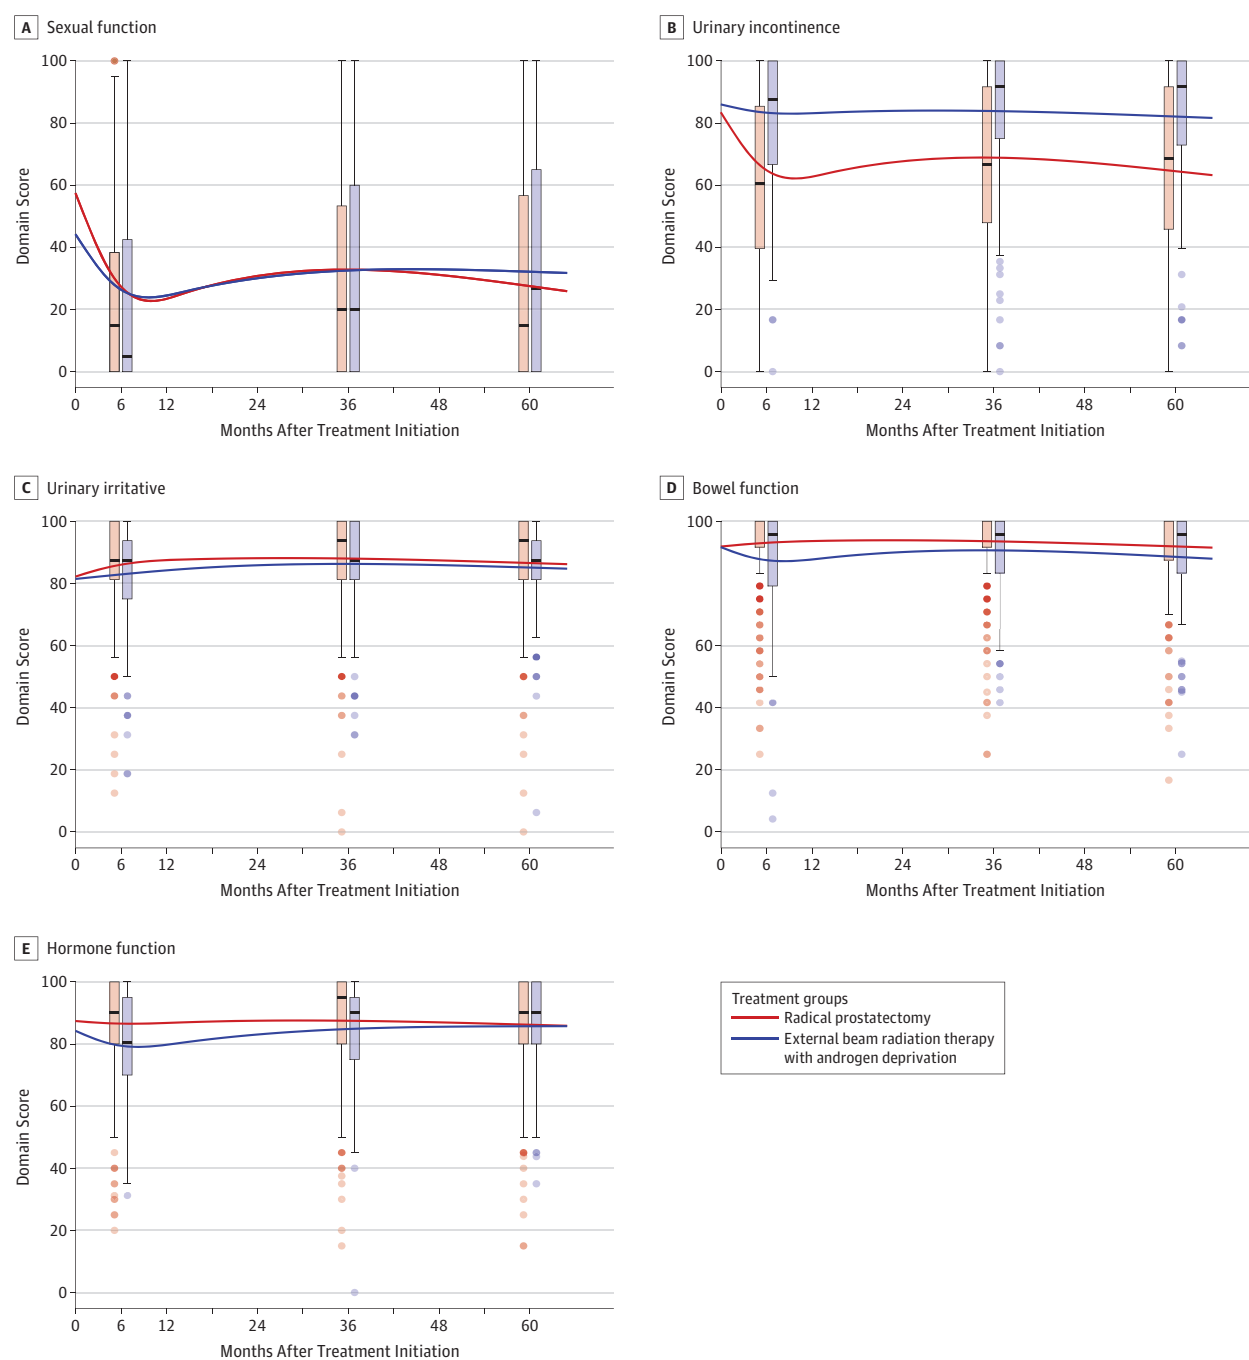 A Sexual function
100
80
60
40
20
0
Domain Score
0 6 12 24 36 48 60
Months After Treatment Initiation
B Urinary incontinence
100
80
60
40
20
0
Domain Score
0 6 12 24 36 48 60
Months After Treatment Initiation
C Urinary irritative
100
80
60
40
20
0
Domain Score
0 6 12 24 36 48 60
Months After Treatment Initiation
D Bowel function
100
80
60
40
20
0
Domain Score
0 6 12 24 36 48 60
Months After Treatment Initiation
E Hormone function
100
80
60
40
20
0
Domain Score
0 6 12 24 36 48 60
Months After Treatment Initiation
Treatment groups
Radical prostatectomy
External beam radiation therapy
with androgen deprivation